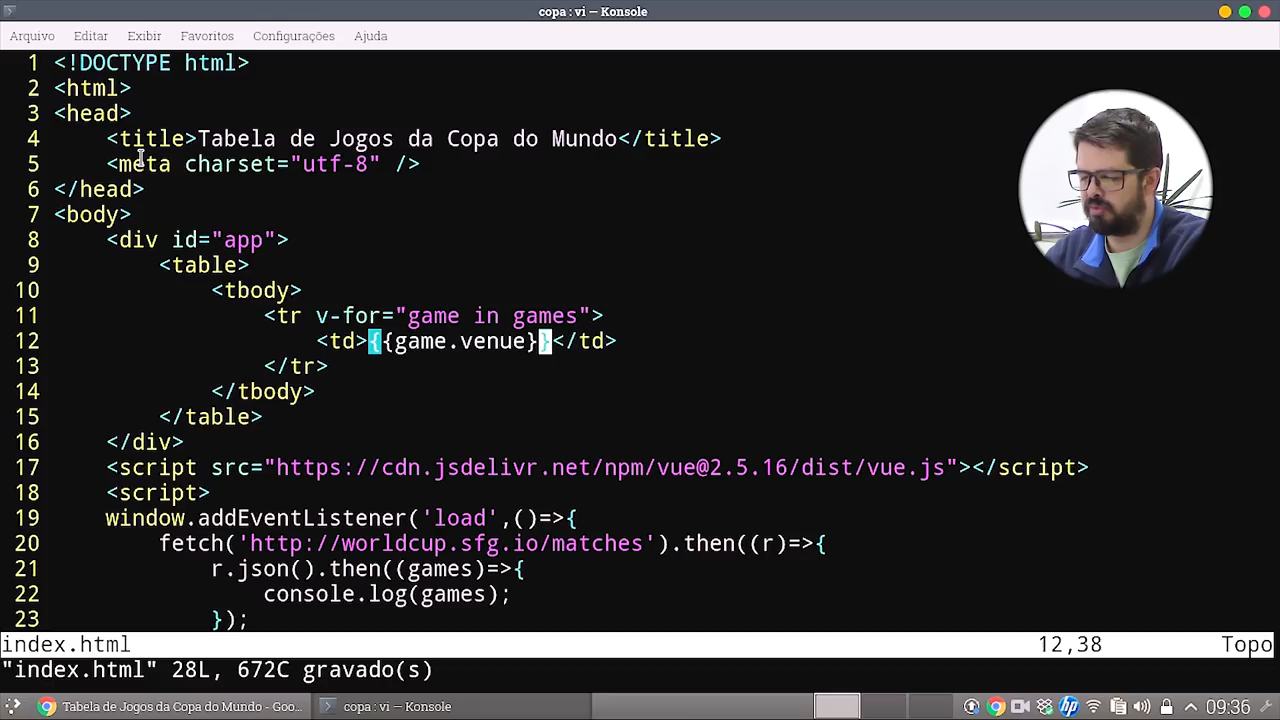 copa : vi — Konsole
Arquivo Editar Exibir Favoritos Configurações Ajuda
1 <!DOCTYPE html>
2 <html>
3 <head>
4 <title>Tabela de Jogos da Copa do Mundo</title>
5 <meta charset="utf-8" />
6 </head>
7 <body>
8 <div id="app">
9 <table>
10 <tbody>
11 <tr v-for="game in games">
12 <td>{{game.venue}}</td>
13 </tr>
14 </tbody>
15 </table>
16 </div>
17 <script src="https://cdn.jsdelivr.net/npm/vue@2.5.16/dist/vue.js"></script>
18 <script>
19 window.addEventListener('load',()=>{
20 fetch('http://worldcup.sfg.io/matches').then((r)=>{
21 r.json().then((games)=>{
22 console.log(games);
23 });
index.html 12,38 Topo
"index.html" 28L, 672C gravado(s)
Tabela de Jogos da Copa do Mundo - Goo... copa : vi — Konsole hp 09:36